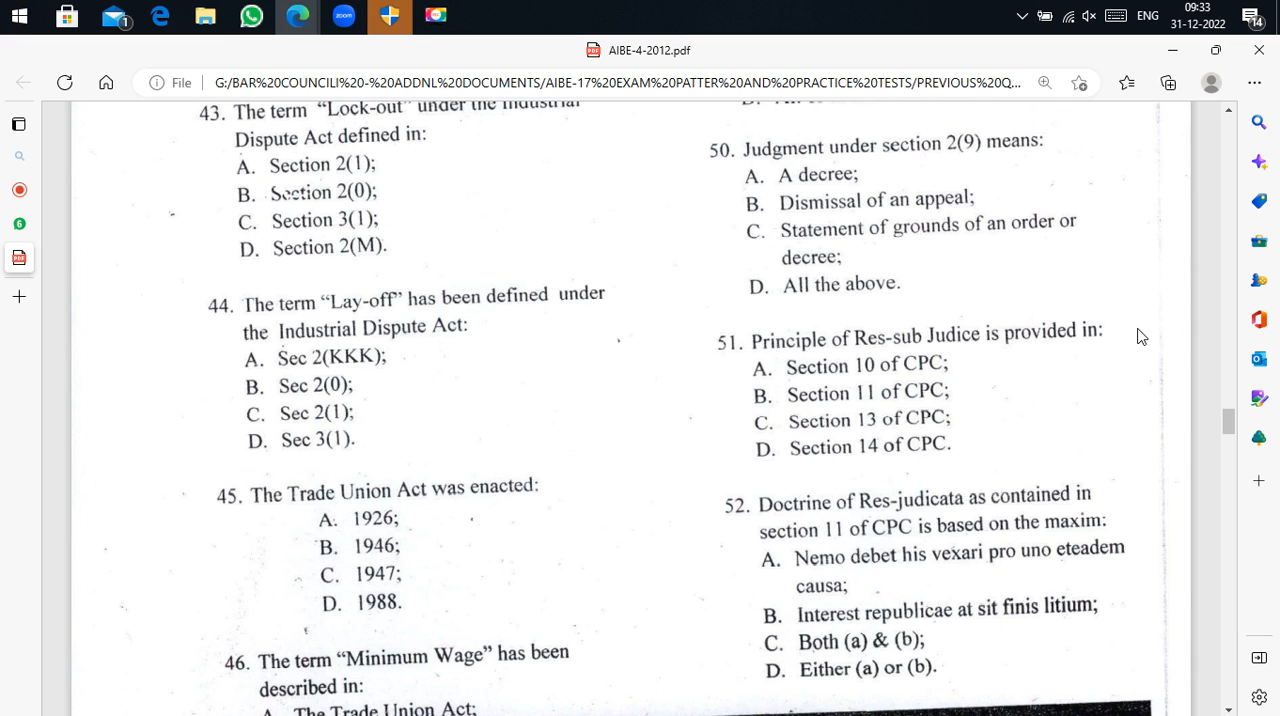 zoom
1
09:33
ENG
31-12-2022
14
PDF AIBE-4-2012.pdf
File
G:/BAR%20COUNCILI%20-%20ADDNL%20DOCUMENTS/AIBE-17%20EXAM%20PATTER%20AND%20PRACTICE%20TESTS/PREVIOUS%20Q...
6
PDF
43. The term "Lock-out" under the Industrial
Dispute Act defined in:
A. Section 2(1);
B. Section 2(0);
C. Section 3(1);
D. Section 2(M).
44. The term "Lay-off" has been defined under
the Industrial Dispute Act:
A. Sec 2(KKK);
B. Sec 2(0);
C. Sec 2(1);
D. Sec 3(1).
45. The Trade Union Act was enacted:
A. 1926;
B. 1946;
C. 1947;
D. 1988.
46. The term "Minimum Wage" has been
described in:
A. The Trade Union Act;
50. Judgment under section 2(9) means:
A. A decree;
B. Dismissal of an appeal;
C. Statement of grounds of an order or
decree;
D. All the above.
51. Principle of Res-sub Judice is provided in:
A. Section 10 of CPC;
B. Section 11 of CPC;
C. Section 13 of CPC;
D. Section 14 of CPC.
52. Doctrine of Res-judicata as contained in
section 11 of CPC is based on the maxim:
A. Nemo debet his vexari pro uno eteadem
causa;
B. Interest republicae at sit finis litium;
C. Both (a) & (b);
D. Either (a) or (b).